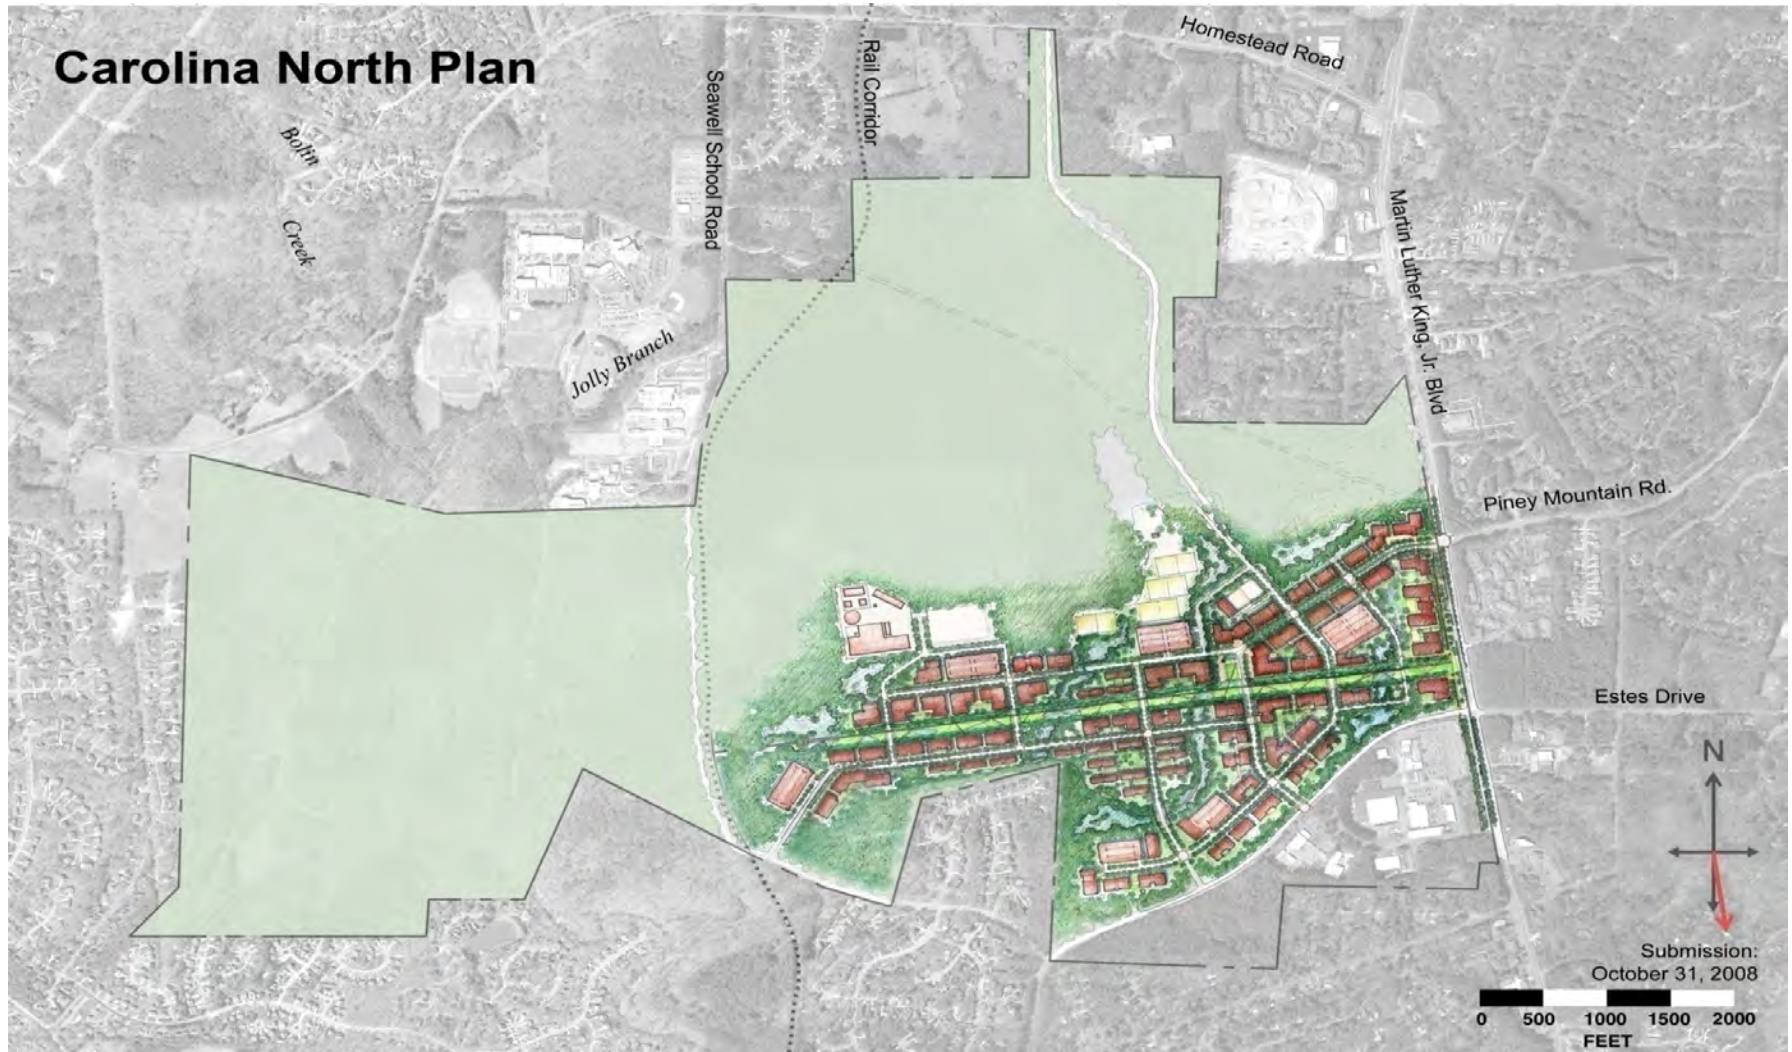 Carolina North Plan
Homestead Road
Rail Corridor
Seawell School Road
Bolin
Creek
Jolly Branch
Martin Luther King, Jr. Blvd
Piney Mountain Rd.
Estes Drive
N
Submission:
October 31, 2008
0 500 1000 1500 2000
FEET